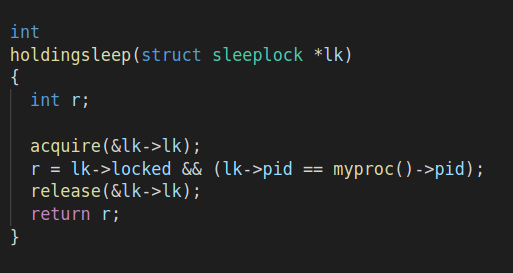 int
holdingsleep(struct sleeplock *lk)
{
  int r;

  acquire(&lk->lk);
  r = lk->locked && (lk->pid == myproc()->pid);
  release(&lk->lk);
  return r;
}